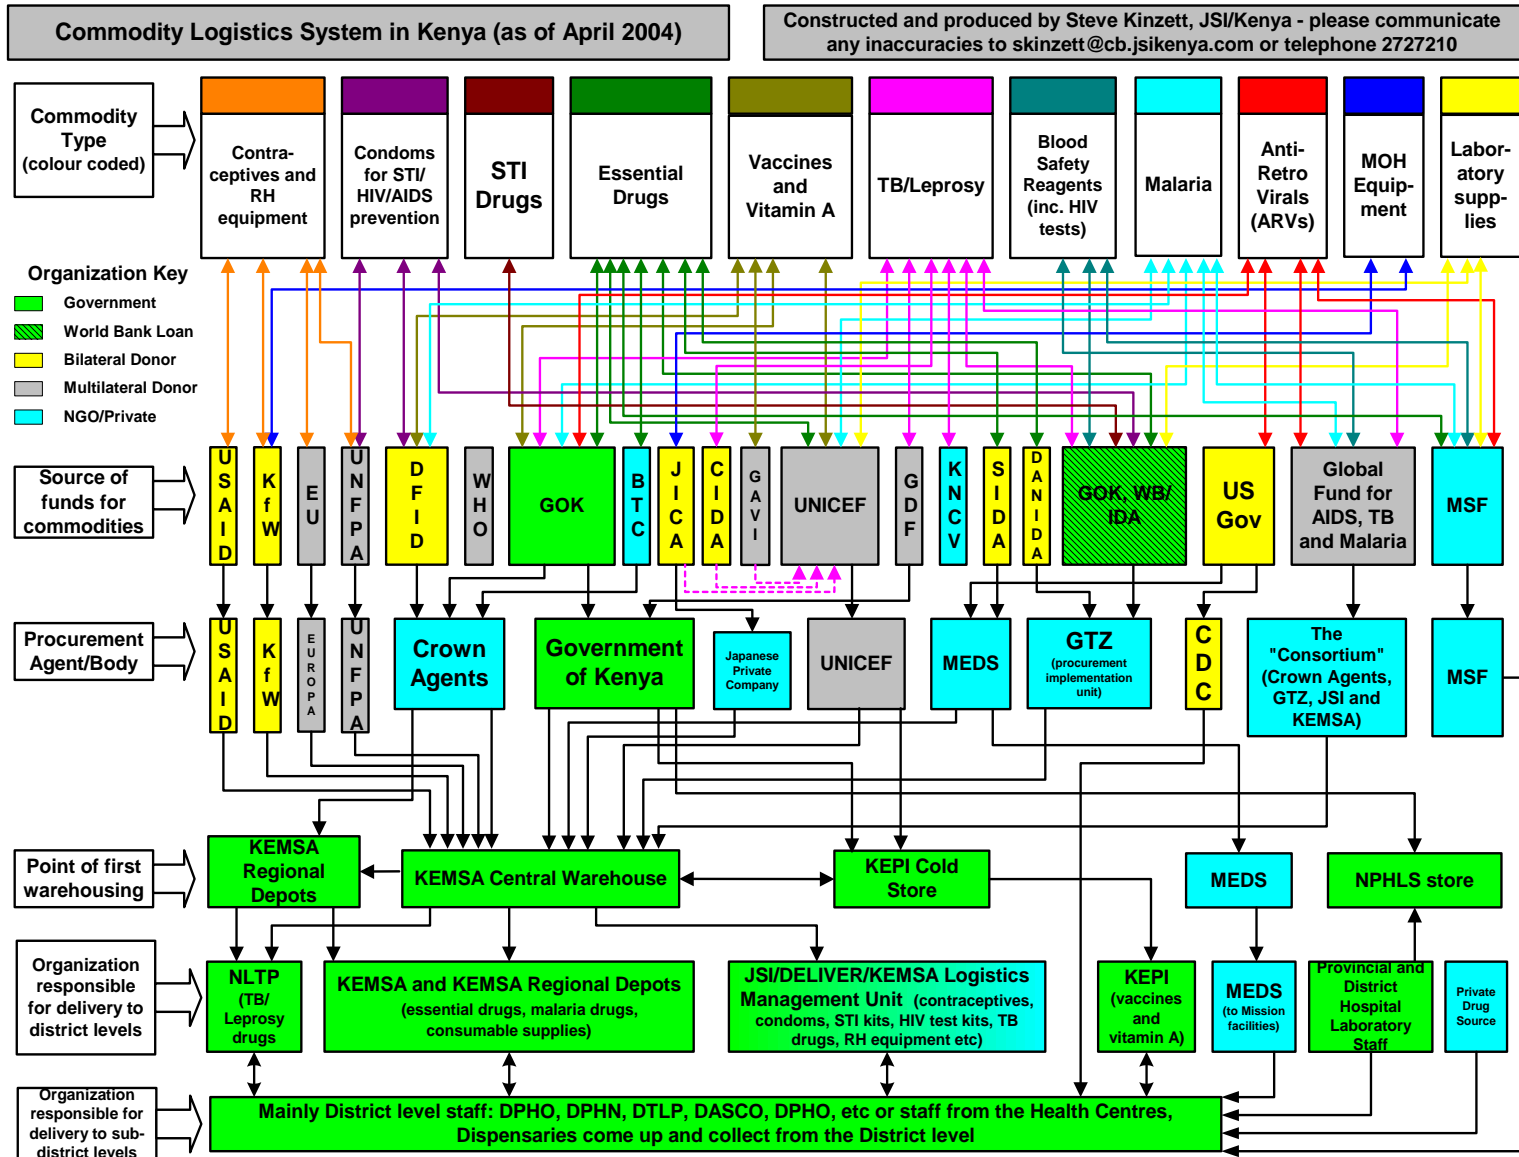 Commodity Logistics System in Kenya (as of April 2004)
Constructed and produced by Steve Kinzett, JSI/Kenya - please communicate
any inaccuracies to skinzett@cb.jsikenya.com or telephone 2727210
Commodity
Type
(colour coded)
Contra-
ceptives and
RH
equipment
Condoms
for STI/
HIV/AIDS
prevention
STI
Drugs
Essential
Drugs
Vaccines
and
Vitamin A
TB/Leprosy
Blood
Safety
Reagents
(inc. HIV
tests)
Malaria
Anti-
Retro
Virals
(ARVs)
MOH
Equip-
ment
Labor-
atory
supp-
lies
Organization Key
Government
World Bank Loan
Bilateral Donor
Multilateral Donor
NGO/Private
Source of
funds for
commodities
USAID
KfW
EU
UNFPA
DFID
WHO
GOK
BTC
JICA
CIDA
GAVI
UNICEF
GDF
KNCV
SIDA
DANIDA
GOK, WB/
IDA
US
Gov
Global
Fund for
AIDS, TB
and Malaria
MSF
Procurement
Agent/Body
USAID
KfW
EUROPA
UNFPA
Crown
Agents
Government
of Kenya
Japanese
Private
Company
UNICEF
MEDS
GTZ
(procurement
implementation
unit)
CDC
The
"Consortium"
(Crown Agents,
GTZ, JSI and
KEMSA)
MSF
Point of first
warehousing
KEMSA
Regional
Depots
KEMSA Central Warehouse
KEPI Cold
Store
MEDS
NPHLS store
Organization
responsible
for delivery to
district levels
NLTP
(TB/
Leprosy
drugs
KEMSA and KEMSA Regional Depots
(essential drugs, malaria drugs,
consumable supplies)
JSI/DELIVER/KEMSA Logistics
Management Unit (contraceptives,
condoms, STI kits, HIV test kits, TB
drugs, RH equipment etc)
KEPI
(vaccines
and
vitamin A)
MEDS
(to Mission
facilities)
Provincial and
District
Hospital
Laboratory
Staff
Private
Drug
Source
Organization
responsible for
delivery to sub-
district levels
Mainly District level staff: DPHO, DPHN, DTLP, DASCO, DPHO, etc or staff from the Health Centres,
Dispensaries come up and collect from the District level